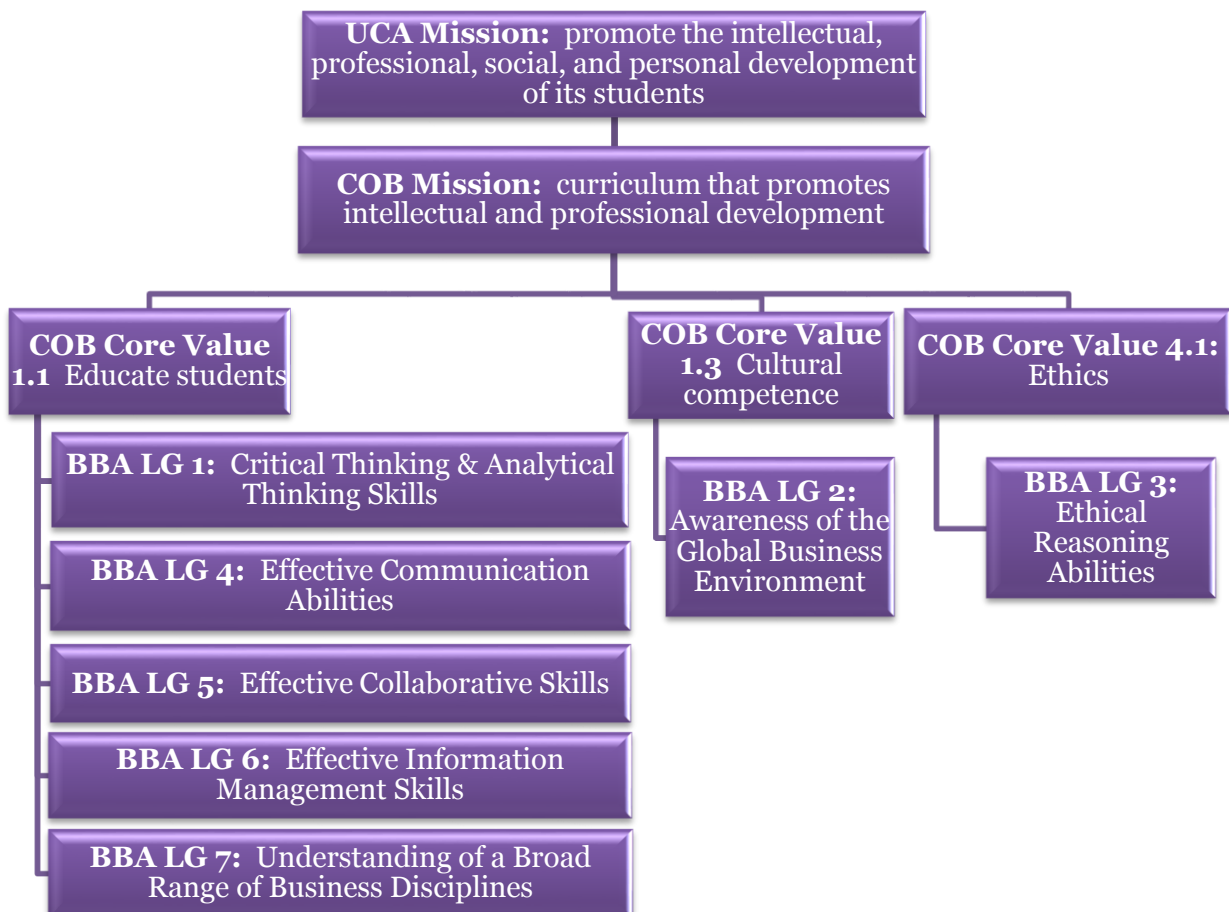 UCA Mission: promote the intellectual,
professional, social, and personal development
of its students
COB Mission: curriculum that promotes
intellectual and professional development
COB Core Value
1.1 Educate students
BBA LG 1: Critical Thinking & Analytical
Thinking Skills
BBA LG 4: Effective Communication
Abilities
BBA LG 5: Effective Collaborative Skills
BBA LG 6: Effective Information
Management Skills
BBA LG 7: Understanding of a Broad
Range of Business Disciplines
COB Core Value
1.3 Cultural
competence
BBA LG 2:
Awareness of the
Global Business
Environment
COB Core Value 4.1:
Ethics
BBA LG 3:
Ethical
Reasoning
Abilities